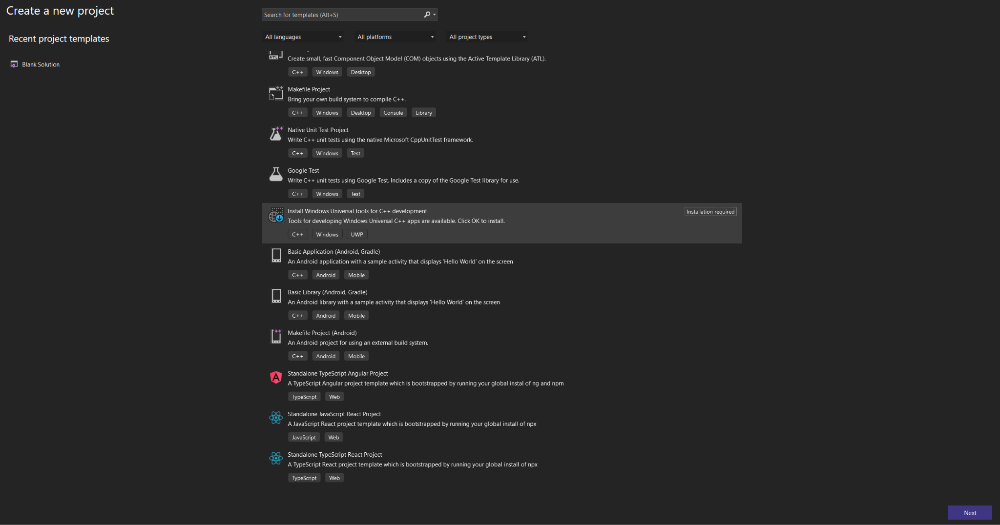 Create a new project
Search for templates (Alt+S)
Recent project templates
All languages
All platforms
All project types
Blank Solution
ATL
Create small, fast Component Object Model (COM) objects using the Active Template Library (ATL).
C++ Windows Desktop
Makefile Project
Bring your own build system to compile C++.
C++ Windows Desktop Console Library
Native Unit Test Project
Write C++ unit tests using the native Microsoft CppUnitTest framework.
C++ Windows Test
Google Test
Write C++ unit tests using Google Test. Includes a copy of the Google Test library for use.
C++ Windows Test
Install Windows Universal tools for C++ development
Installation required
Tools for developing Windows Universal C++ apps are available. Click OK to install.
C++ Windows UWP
Basic Application (Android, Gradle)
An Android application with a sample activity that displays 'Hello World' on the screen
C++ Android Mobile
Basic Library (Android, Gradle)
An Android library with a sample activity that displays 'Hello World' on the screen
C++ Android Mobile
Makefile Project (Android)
An Android project for using an external build system.
C++ Android Mobile
Standalone TypeScript Angular Project
A TypeScript Angular project template which is bootstrapped by running your global instal of ng and npm
TypeScript Web
Standalone JavaScript React Project
A JavaScript React project template which is bootstrapped by running your global install of npx
JavaScript Web
Standalone TypeScript React Project
A TypeScript React project template which is bootstrapped by running your global install of npx
TypeScript Web
Next